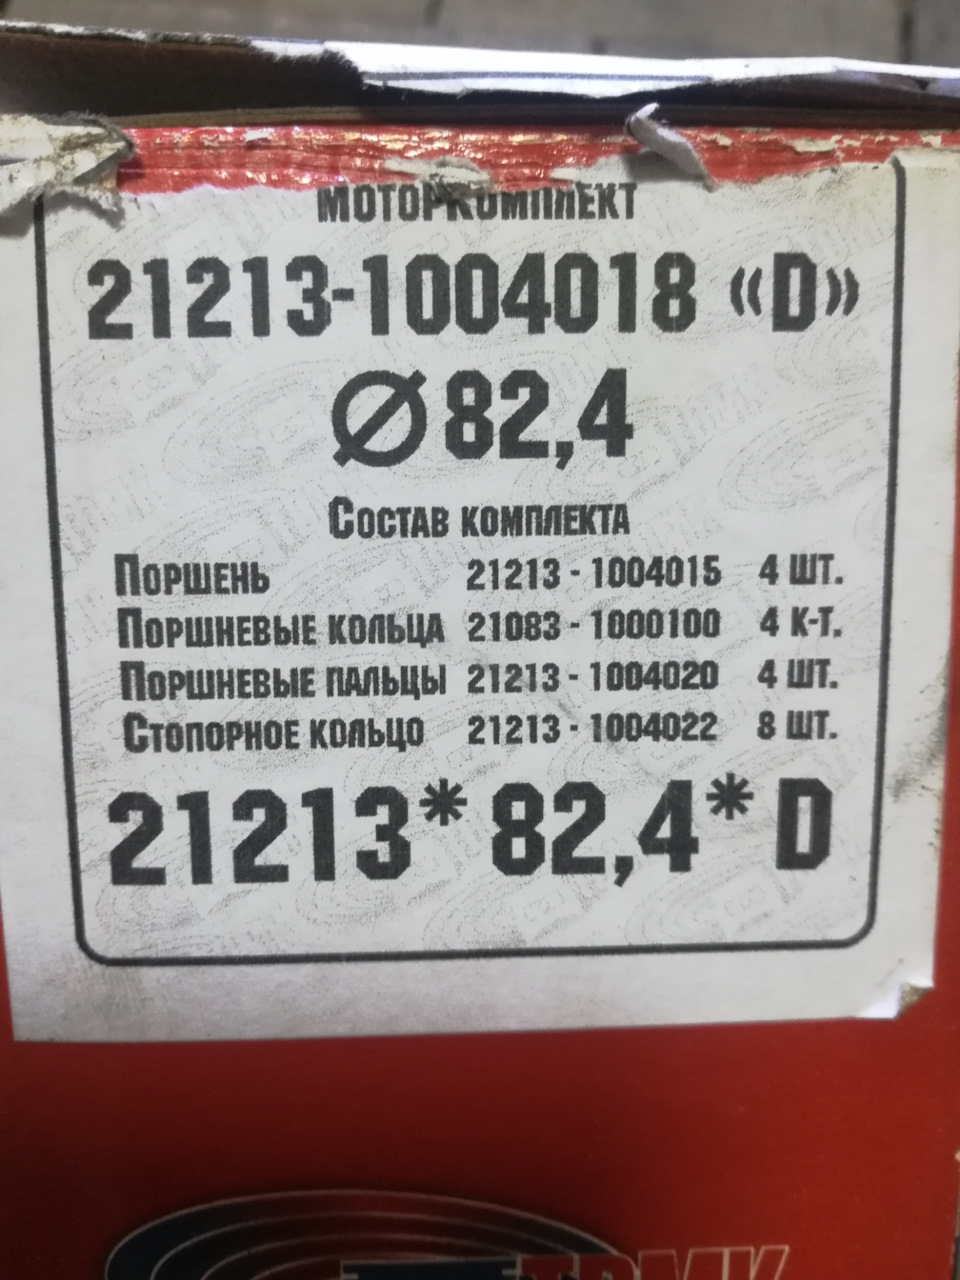 МОТОРКОМПЛЕКТ
21213-1004018 «D»
Ø 82,4
СОСТАВ КОМПЛЕКТА
ПОРШЕНЬ 21213 - 1004015 4 ШТ.
ПОРШНЕВЫЕ КОЛЬЦА 21083 - 1000100 4 К-Т.
ПОРШНЕВЫЕ ПАЛЬЦЫ 21213 - 1004020 4 ШТ.
СТОПОРНОЕ КОЛЬЦО 21213 - 1004022 8 ШТ.
21213* 82,4* D